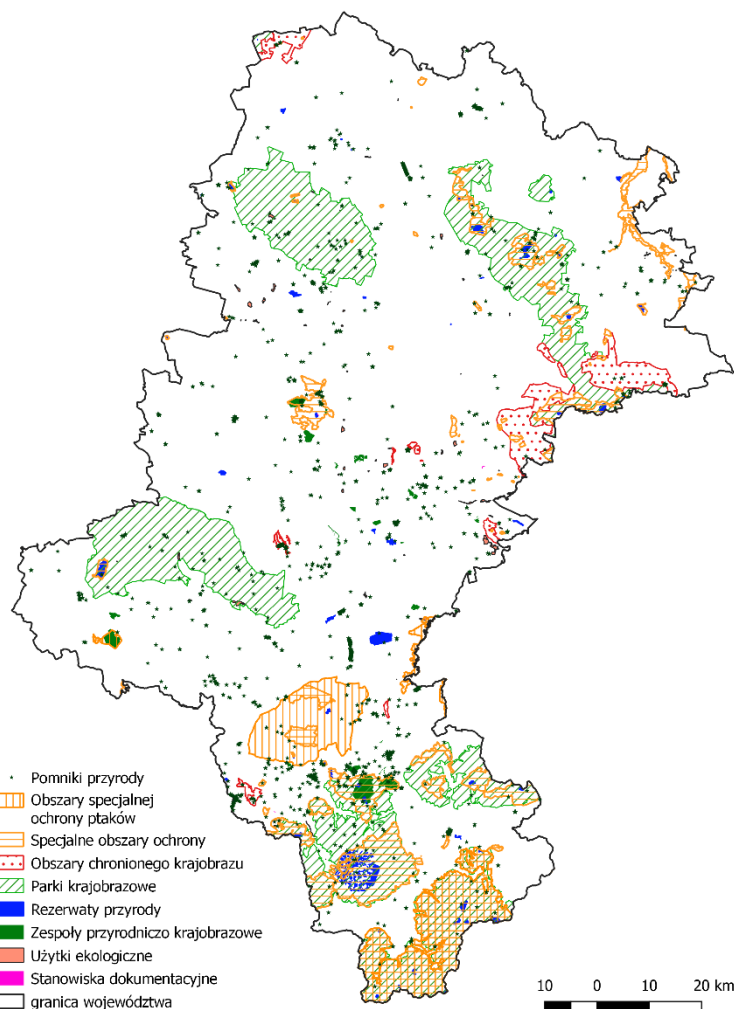 Pomniki przyrody
Obszary specjalnej
ochrony ptaków
Specjalne obszary ochrony
Obszary chronionego krajobrazu
Parki krajobrazowe
Rezerwaty przyrody
Zespoły przyrodniczo krajobrazowe
Użytki ekologiczne
Stanowiska dokumentacyjne
granica województwa
10 0 10 20 km